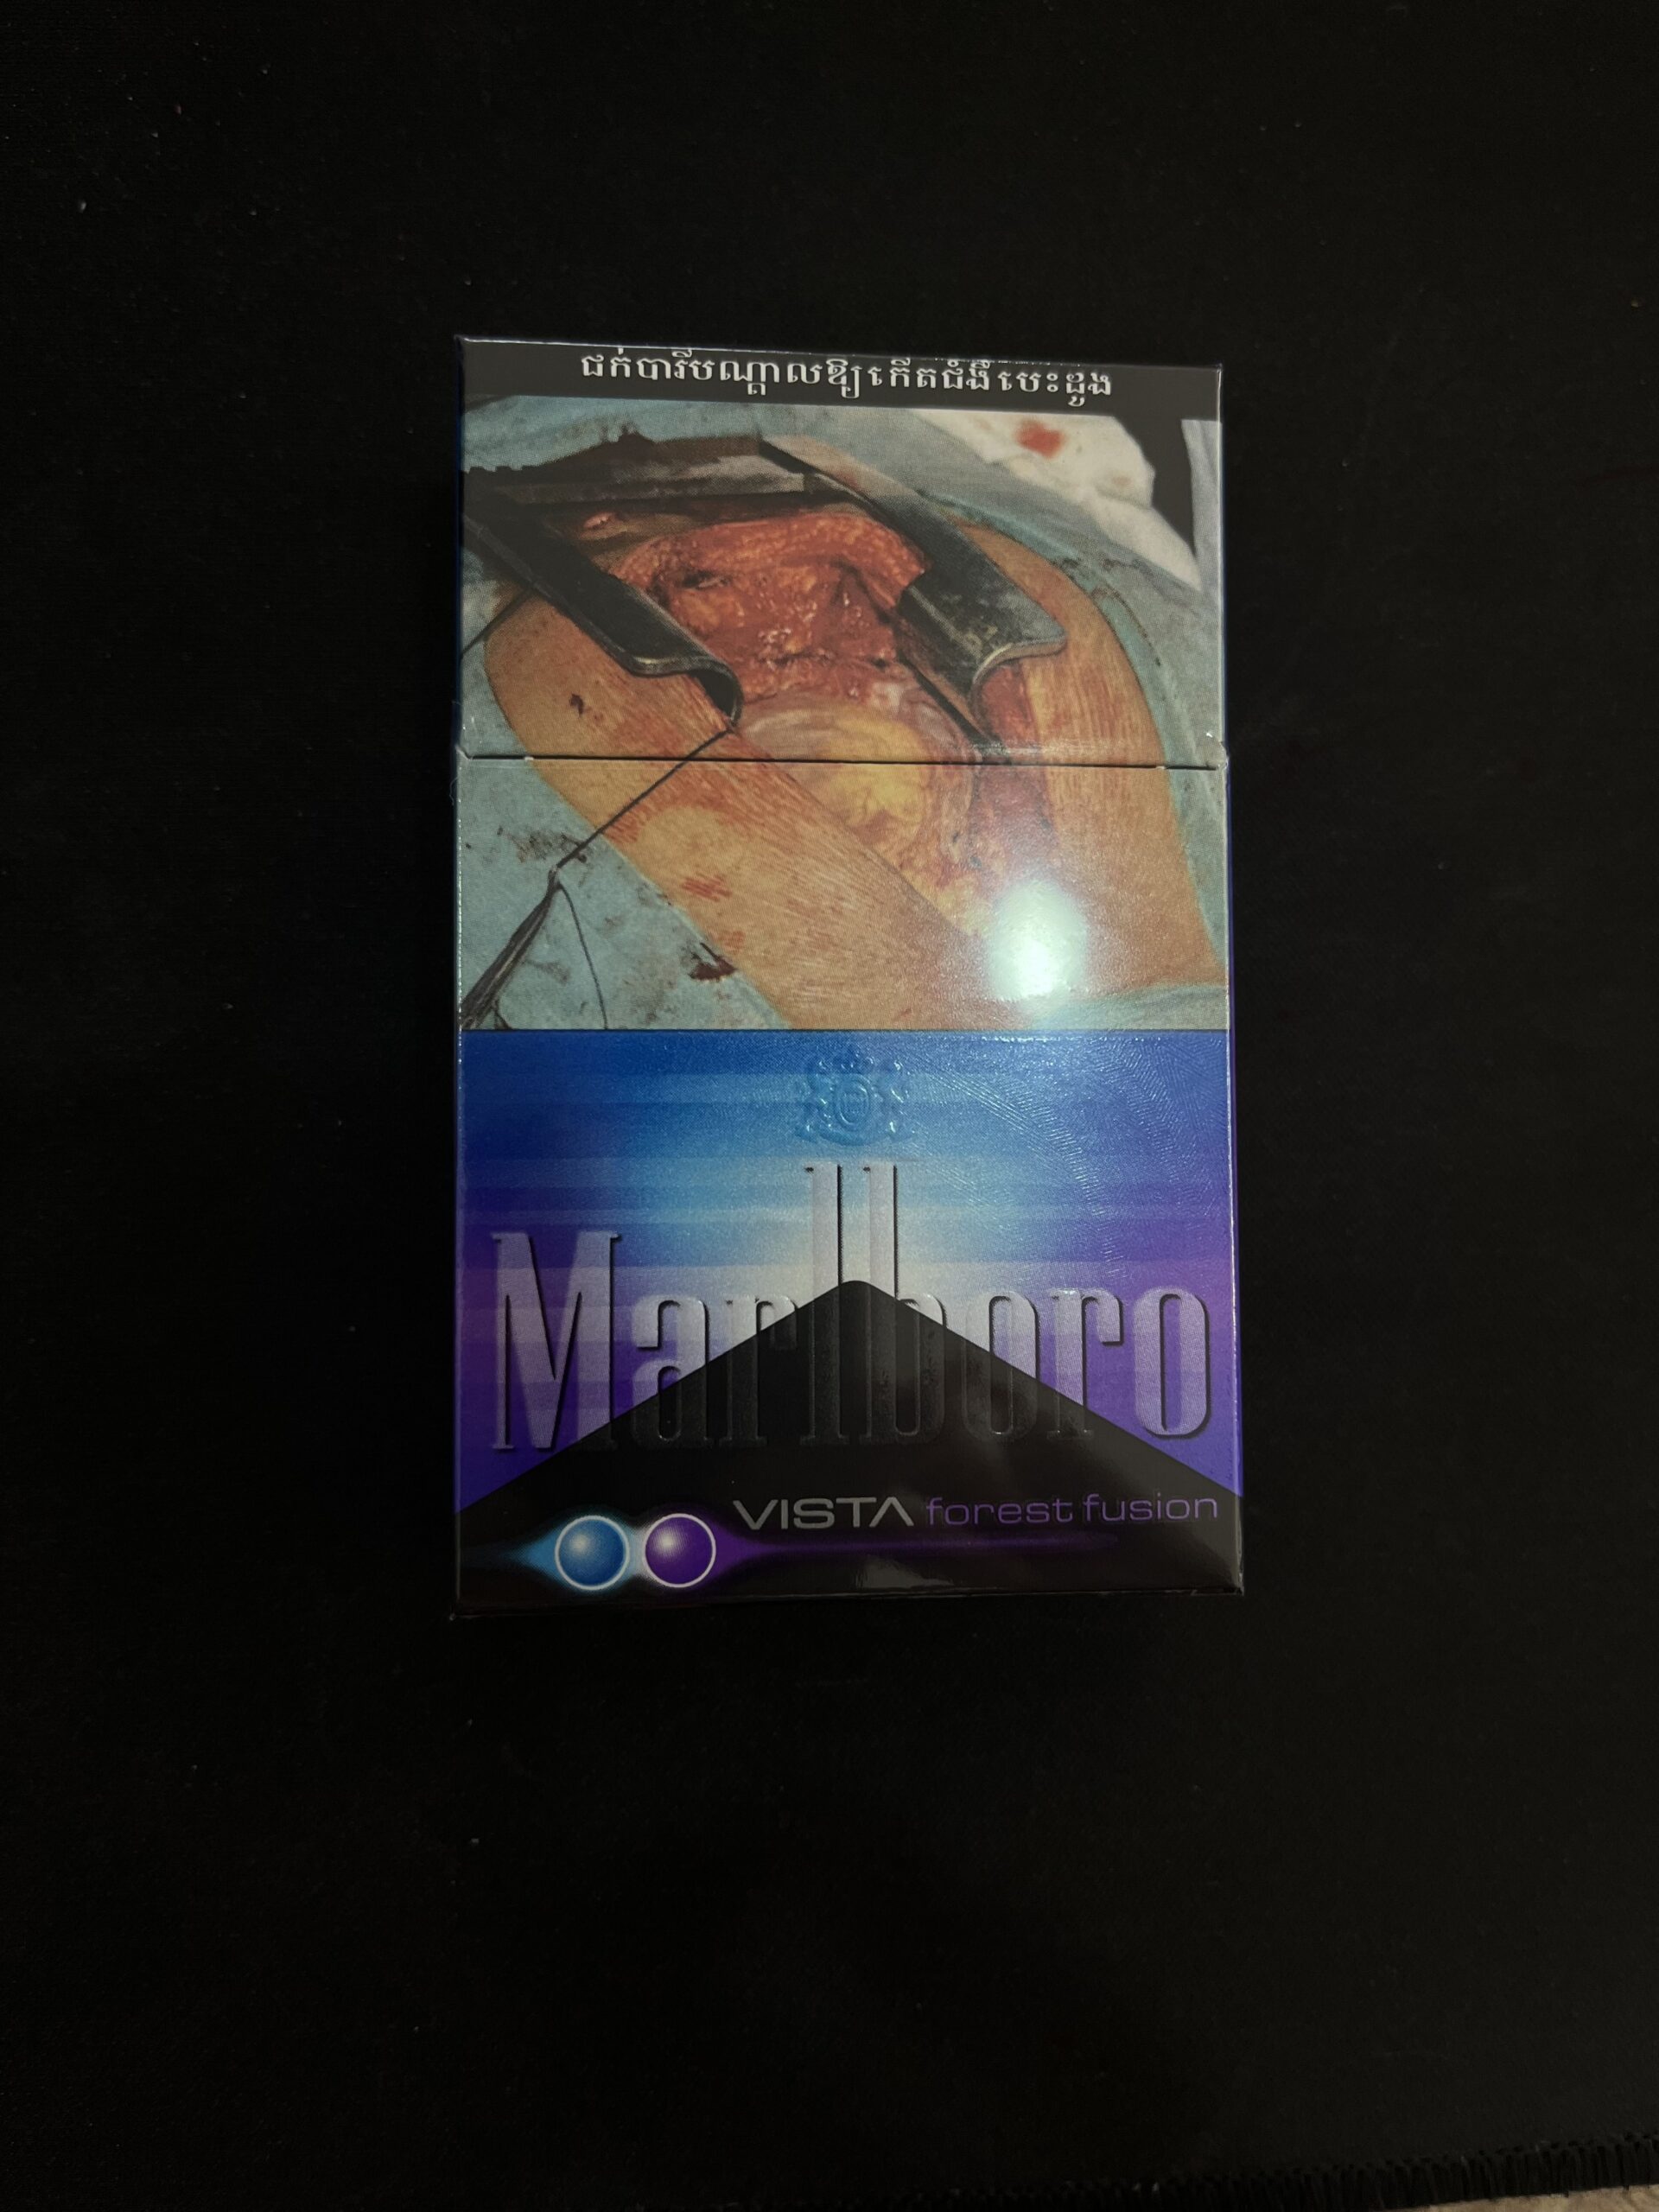 ជក់បារីបណ្តាលឱ្យកើតជំងឺបេះដូង
Marlboro
VISTA forest fusion